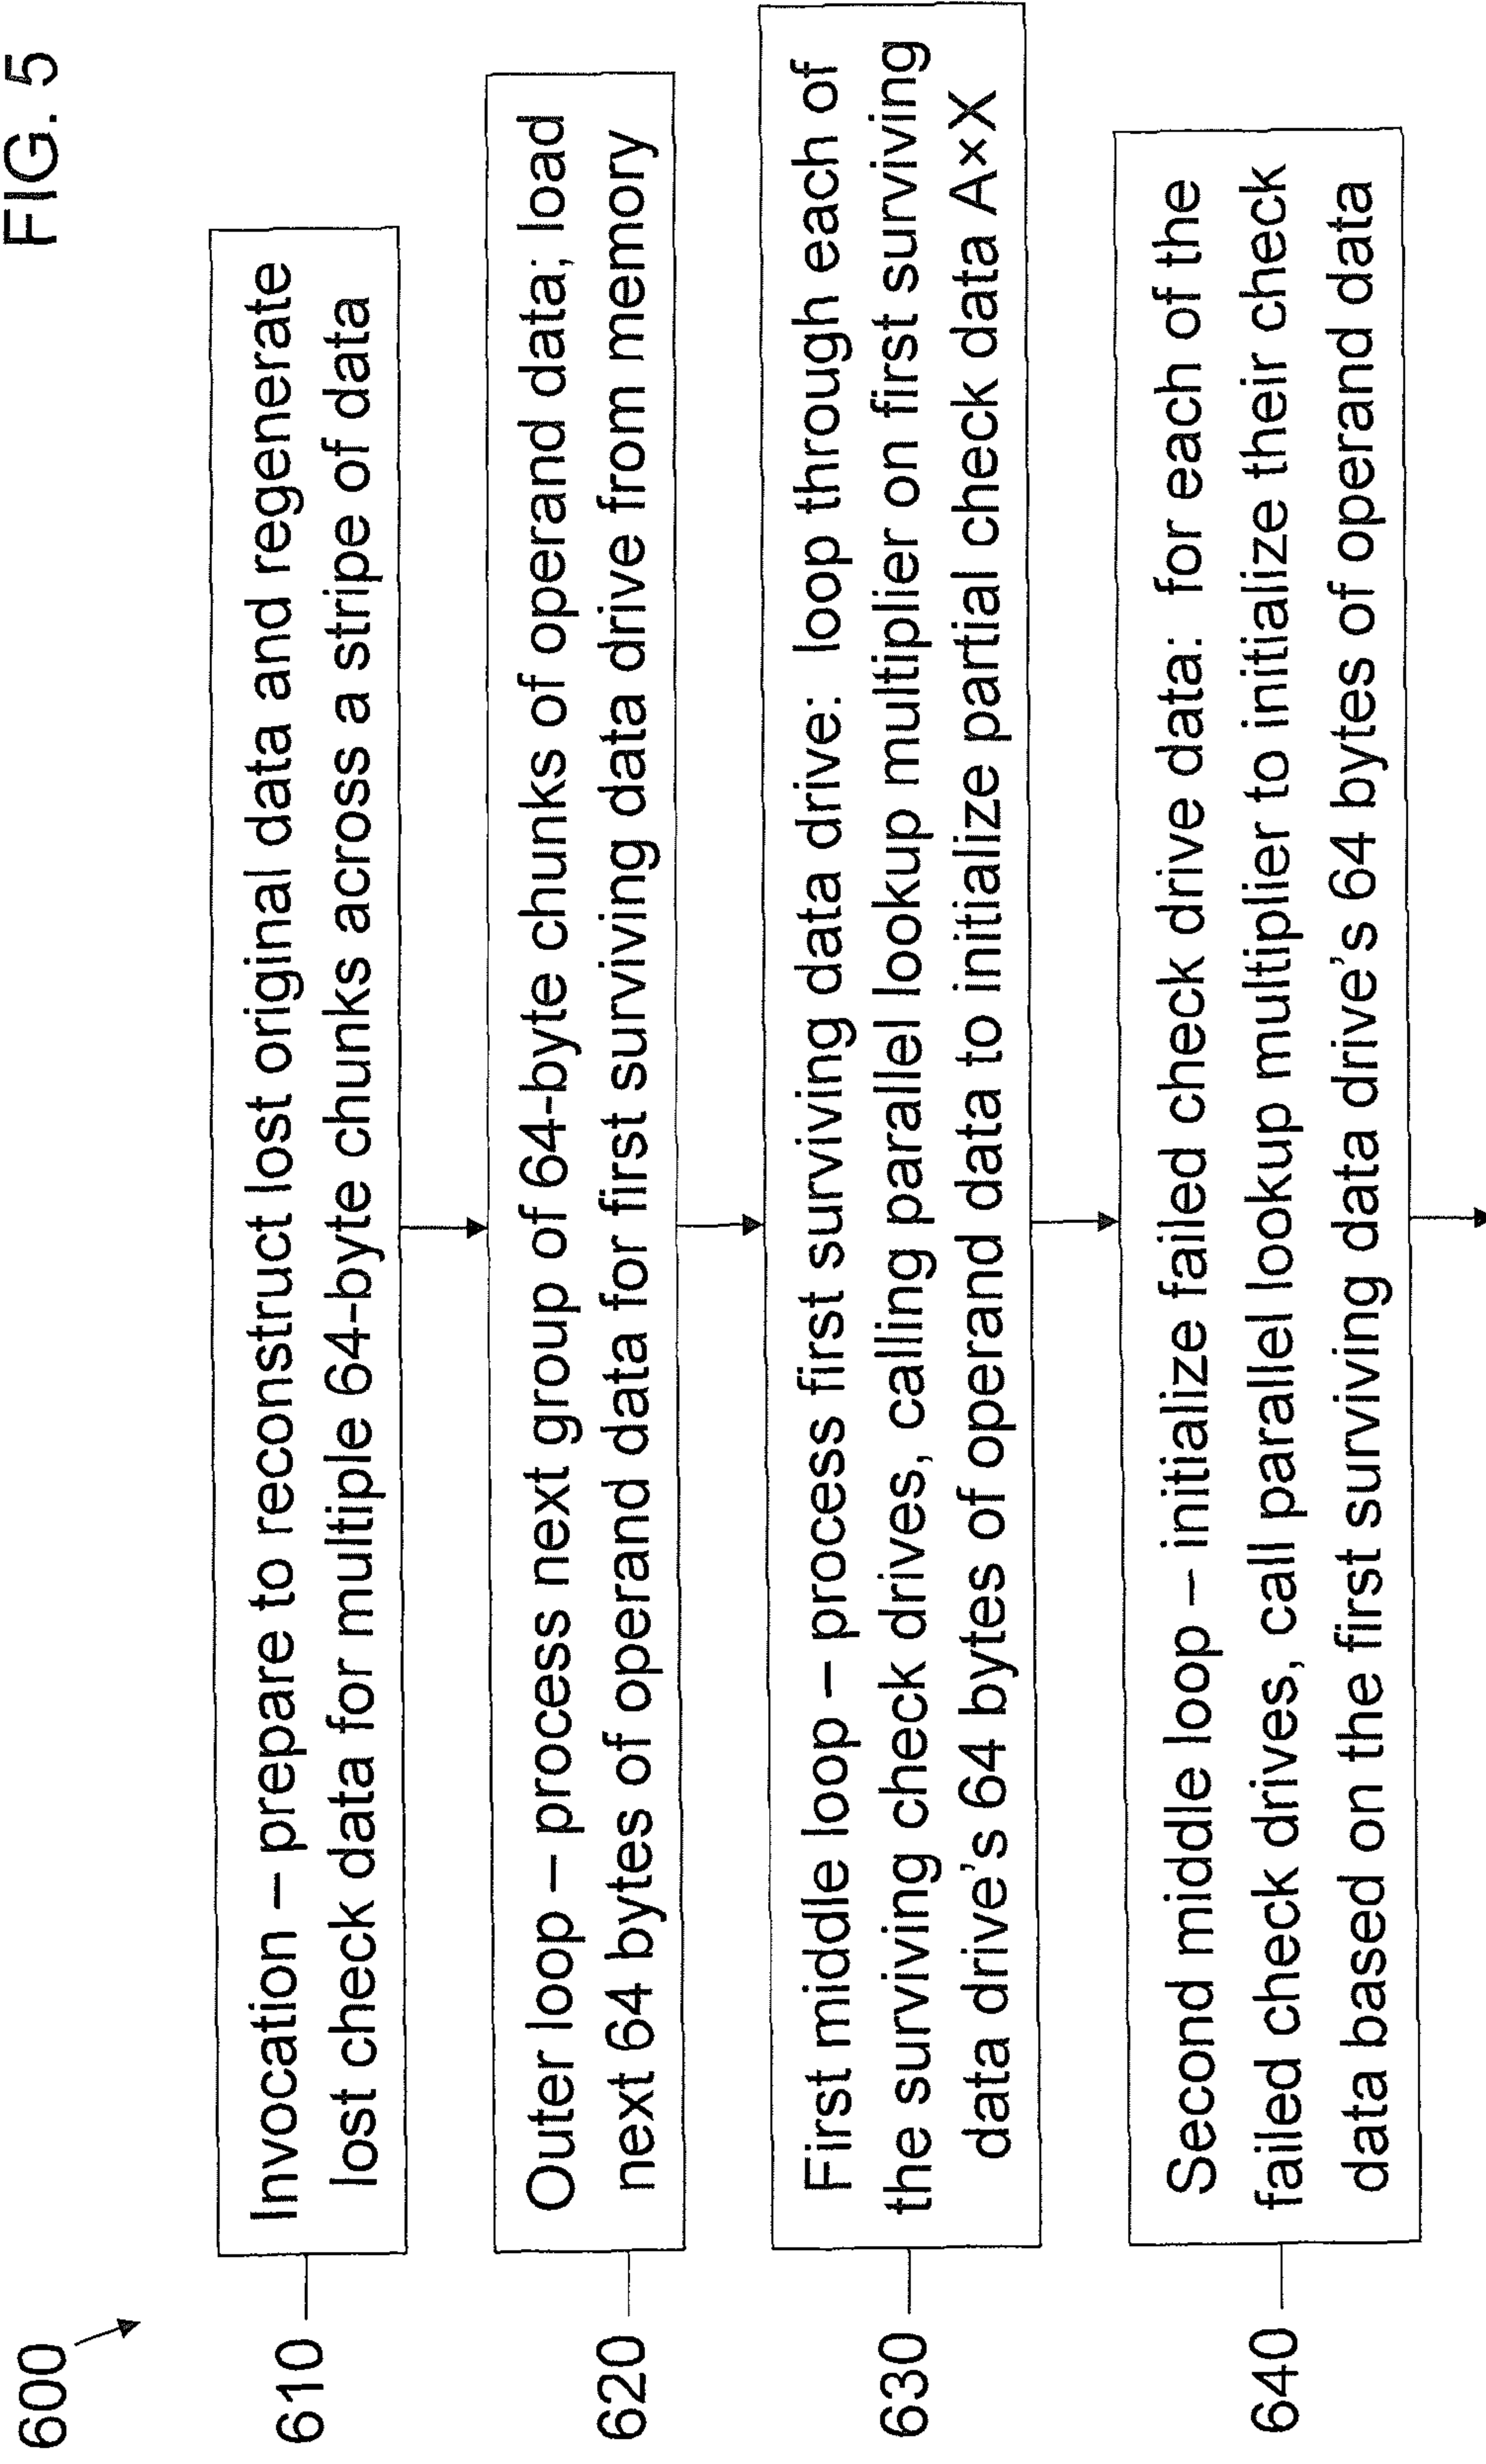 FIG. 5
600
610
Invocation – prepare to reconstruct lost original data and regenerate
lost check data for multiple 64-byte chunks across a stripe of data
620
Outer loop – process next group of 64-byte chunks of operand data; load
next 64 bytes of operand data for first surviving data drive from memory
630
First middle loop – process first surviving data drive: loop through each of
the surviving check drives, calling parallel lookup multiplier on first surviving
data drive's 64 bytes of operand data to initialize partial check data A×X
640
Second middle loop – initialize failed check drive data: for each of the
failed check drives, call parallel lookup multiplier to initialize their check
data based on the first surviving data drive's 64 bytes of operand data